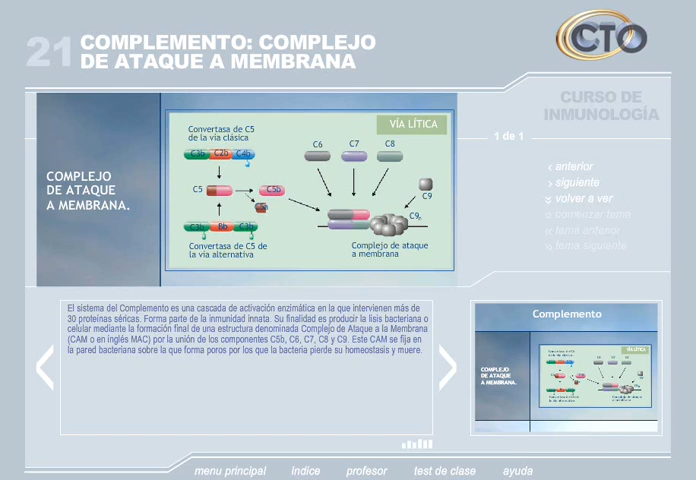 21 COMPLEMENTO: COMPLEJO
DE ATAQUE A MEMBRANA
CTO
CURSO DE
INMUNOLOGÍA
1 de 1
‹ anterior
› siguiente
volver a ver
comenzar tema
‹‹ tema anterior
›› tema siguiente
COMPLEJO
DE ATAQUE
A MEMBRANA.
VÍA LÍTICA
Convertasa de C5
de la vía clásica
C3b C2b C4b
C5 C5b
C3b Bb C3b
Convertasa de C5 de
la vía alternativa
C6 C7 C8
C9
C9n
Complejo de ataque
a membrana
El sistema del Complemento es una cascada de activación enzimática en la que intervienen más de
30 proteínas séricas. Forma parte de la inmunidad innata. Su finalidad es producir la lisis bacteriana o
celular mediante la formación final de una estructura denominada Complejo de Ataque a la Membrana
(CAM o en inglés MAC) por la unión de los componentes C5b, C6, C7, C8 y C9. Este CAM se fija en
la pared bacteriana sobre la que forma poros por los que la bacteria pierde su homeostasis y muere.
Complemento
COMPLEJO
DE ATAQUE
A MEMBRANA.
menu principal índice profesor test de clase ayuda